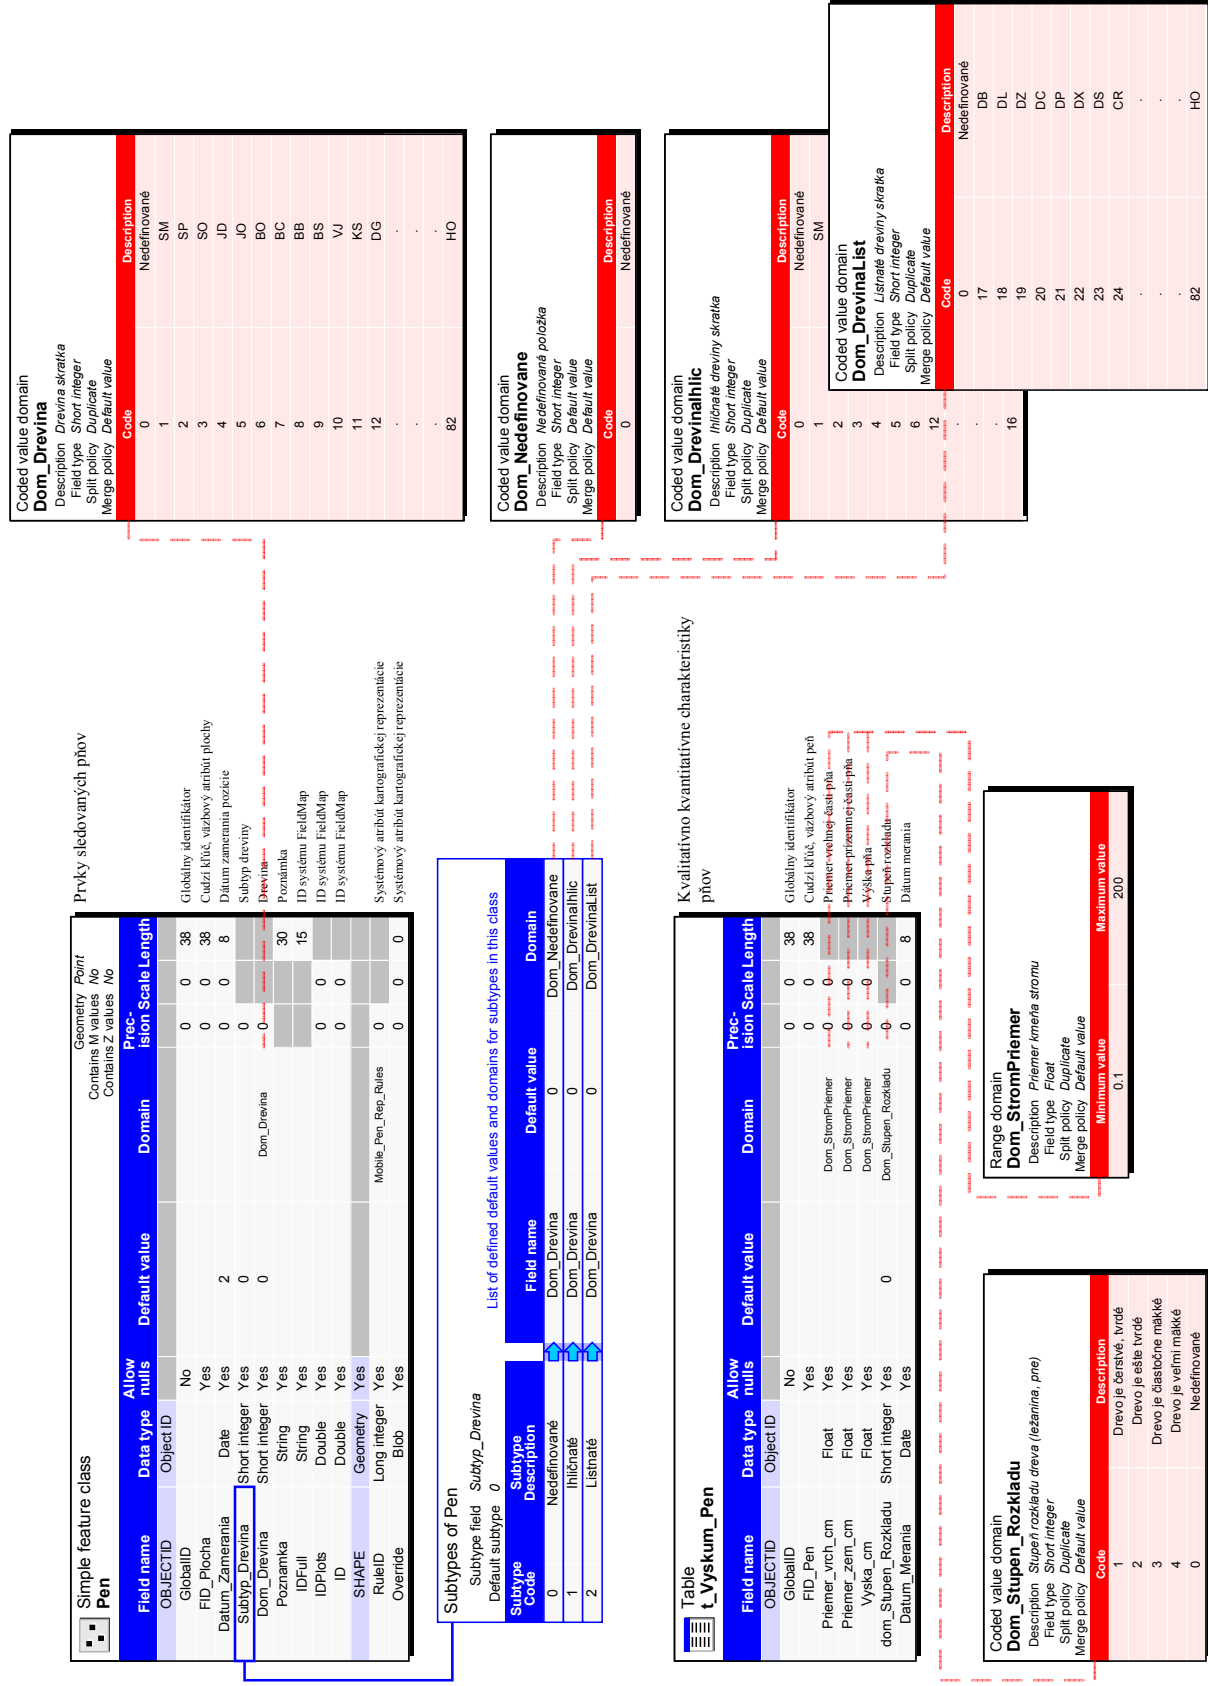 Simple feature class
Pen
Geometry Point
Contains M values No
Contains Z values No
Prvky sledovaných pňov
Field name Data type Allow nulls Default value Domain Prec-ision Scale Length
OBJECTID Object ID
GlobalID No 0 0 38 Globálny identifikátor
FID_Plocha Yes 0 0 38 Cudzí kľúč, väzbový atribút plochy
Datum_Zamerania Date Yes 2 0 0 8 Dátum zamerania pozície
Subtyp_Drevina Short integer Yes 0 0 Subtyp dreviny
Dom_Drevina Short integer Yes 0 Dom_Drevina 0 Drevina
Poznamka String Yes 30 Poznámka
IDFull String Yes 15 ID systému FieldMap
IDPlots Double Yes 0 0 ID systému FieldMap
ID Double Yes 0 0 ID systému FieldMap
SHAPE Geometry Yes
RuleID Long integer Yes Mobile_Pen_Rep_Rules 0 Systémový atribút kartografickej reprezentácie
Override Blob Yes 0 0 0 Systémový atribút kartografickej reprezentácie
Subtypes of Pen
Subtype field Subtyp_Drevina
Default subtype 0
List of defined default values and domains for subtypes in this class
Subtype Code Subtype Description Field name Default value Domain
0 Nedefinované Dom_Drevina 0 Dom_Nedefinovane
1 Ihličnaté Dom_Drevina 0 Dom_DrevinaIhlic
2 Listnaté Dom_Drevina 0 Dom_DrevinaList
Table
t_Vyskum_Pen
Kvalitatívno kvantitatívne charakteristiky
pňov
Field name Data type Allow nulls Default value Domain Prec-ision Scale Length
OBJECTID Object ID
GlobalID No 0 0 38 Globálny identifikátor
FID_Pen Yes 0 0 38 Cudzí kľúč, väzbový atribút peň
Priemer_vrch_cm Float Yes Dom_StromPriemer 0 0 Priemer vrchnej časti pňa
Priemer_zem_cm Float Yes Dom_StromPriemer 0 0 Priemer prízemnej časti pňa
Vyska_cm Float Yes Dom_StromPriemer 0 0 Výška pňa
dom_Stupen_Rozkladu Short integer Yes 0 Dom_Stupen_Rozkladu 0 Stupeň rozkladu
Datum_Merania Date Yes 0 0 8 Dátum merania
Coded value domain
Dom_Stupen_Rozkladu
Description Stupeň rozkladu dreva (ležanina, pne)
Field type Short integer
Split policy Duplicate
Merge policy Default value
Code Description
1 Drevo je čerstvé, tvrdé
2 Drevo je ešte tvrdé
3 Drevo je čiastočne mäkké
4 Drevo je veľmi mäkké
0 Nedefinované
Range domain
Dom_StromPriemer
Description Priemer kmeňa stromu
Field type Float
Split policy Duplicate
Merge policy Default value
Minimum value Maximum value
0.1 200
Coded value domain
Dom_Drevina
Description Drevina skratka
Field type Short integer
Split policy Duplicate
Merge policy Default value
Code Description
0 Nedefinované
1 SM
2 SP
3 SO
4 JD
5 JO
6 BO
7 BC
8 BB
9 BS
10 VJ
11 KS
12 DG
. .
. .
. .
82 HO
Coded value domain
Dom_Nedefinovane
Description Nedefinovaná položka
Field type Short integer
Split policy Default value
Merge policy Default value
Code Description
0 Nedefinované
Coded value domain
Dom_DrevinaIhlic
Description Ihličnaté dreviny skratka
Field type Short integer
Split policy Duplicate
Merge policy Default value
Code Description
0 Nedefinované
1 SM
2
3
4
5
6
12
.
.
.
16
Coded value domain
Dom_DrevinaList
Description Listnaté dreviny skratka
Field type Short integer
Split policy Duplicate
Merge policy Default value
Code Description
0 Nedefinované
17 DB
18 DL
19 DZ
20 DC
21 DP
22 DX
23 DS
24 CR
. .
. .
. .
82 HO